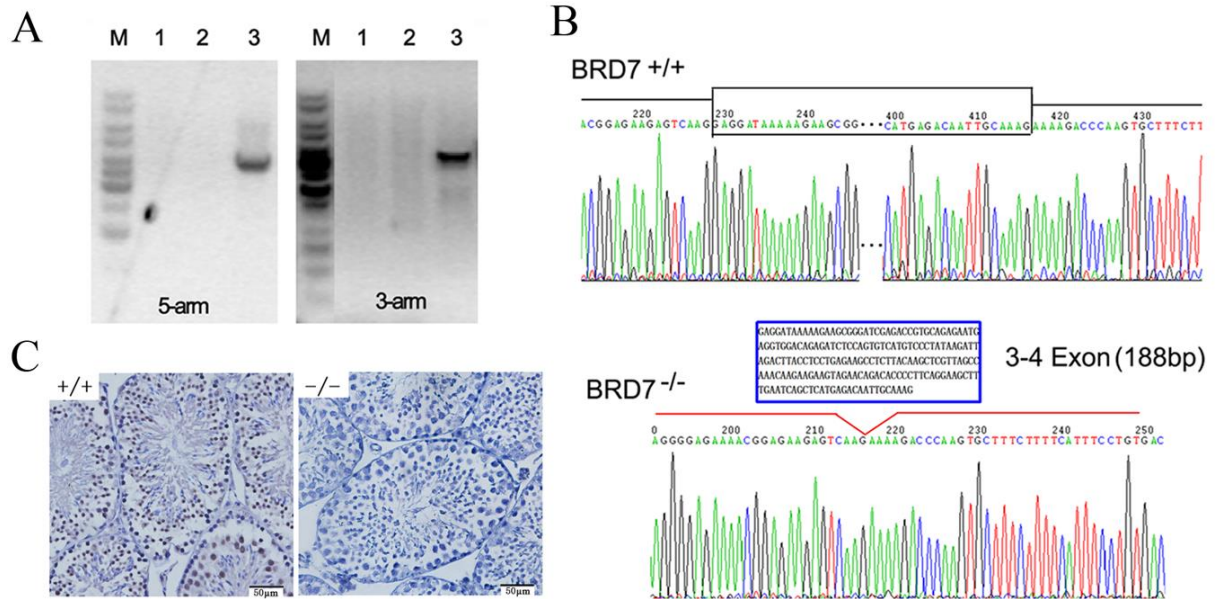 A
M 1 2 3
M 1 2 3
5-arm
3-arm
B
BRD7 +/+
220 230 240 400 410 420 430
ACGGAGAAGAGTCAAGGAGGATAAAAAGAAGCGG···CATGAGACAATTGCAAAGAAAAGACCCAAGTGCTTTCTT
...
GAGGATAAAAAGAAGCGGGATCGAGACCGTGCAGAGAATG
AGGTGGACAGAGATCTCCAGTGTCATGTCCCTATAAGATT
AGACTTACCTCCTGAGAAGCCTCTTACAAGCTCGTTAGCC
AAACAAGAAGAAGTAGAACAGACACCCCTTCAGGAAGCTT
TGAATCAGCTCATGAGACAATTGCAAAG
3-4 Exon (188bp)
BRD7 -/-
0 200 210 220 230 240 250
AGGGGAGAAAACGGAGAAGAGTCAAGAAAAGACCCAAGTGCTTTCTTTTCATTTCCTGTGAC
C
+/+
50μm
-/-
50μm